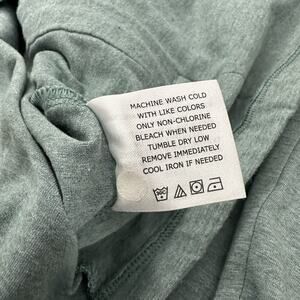 MACHINE WASH COLD
WITH LIKE COLORS
ONLY NON-CHLORINE
BLEACH WHEN NEEDED
TUMBLE DRY LOW
REMOVE IMMEDIATELY
COOL IRON IF NEEDED